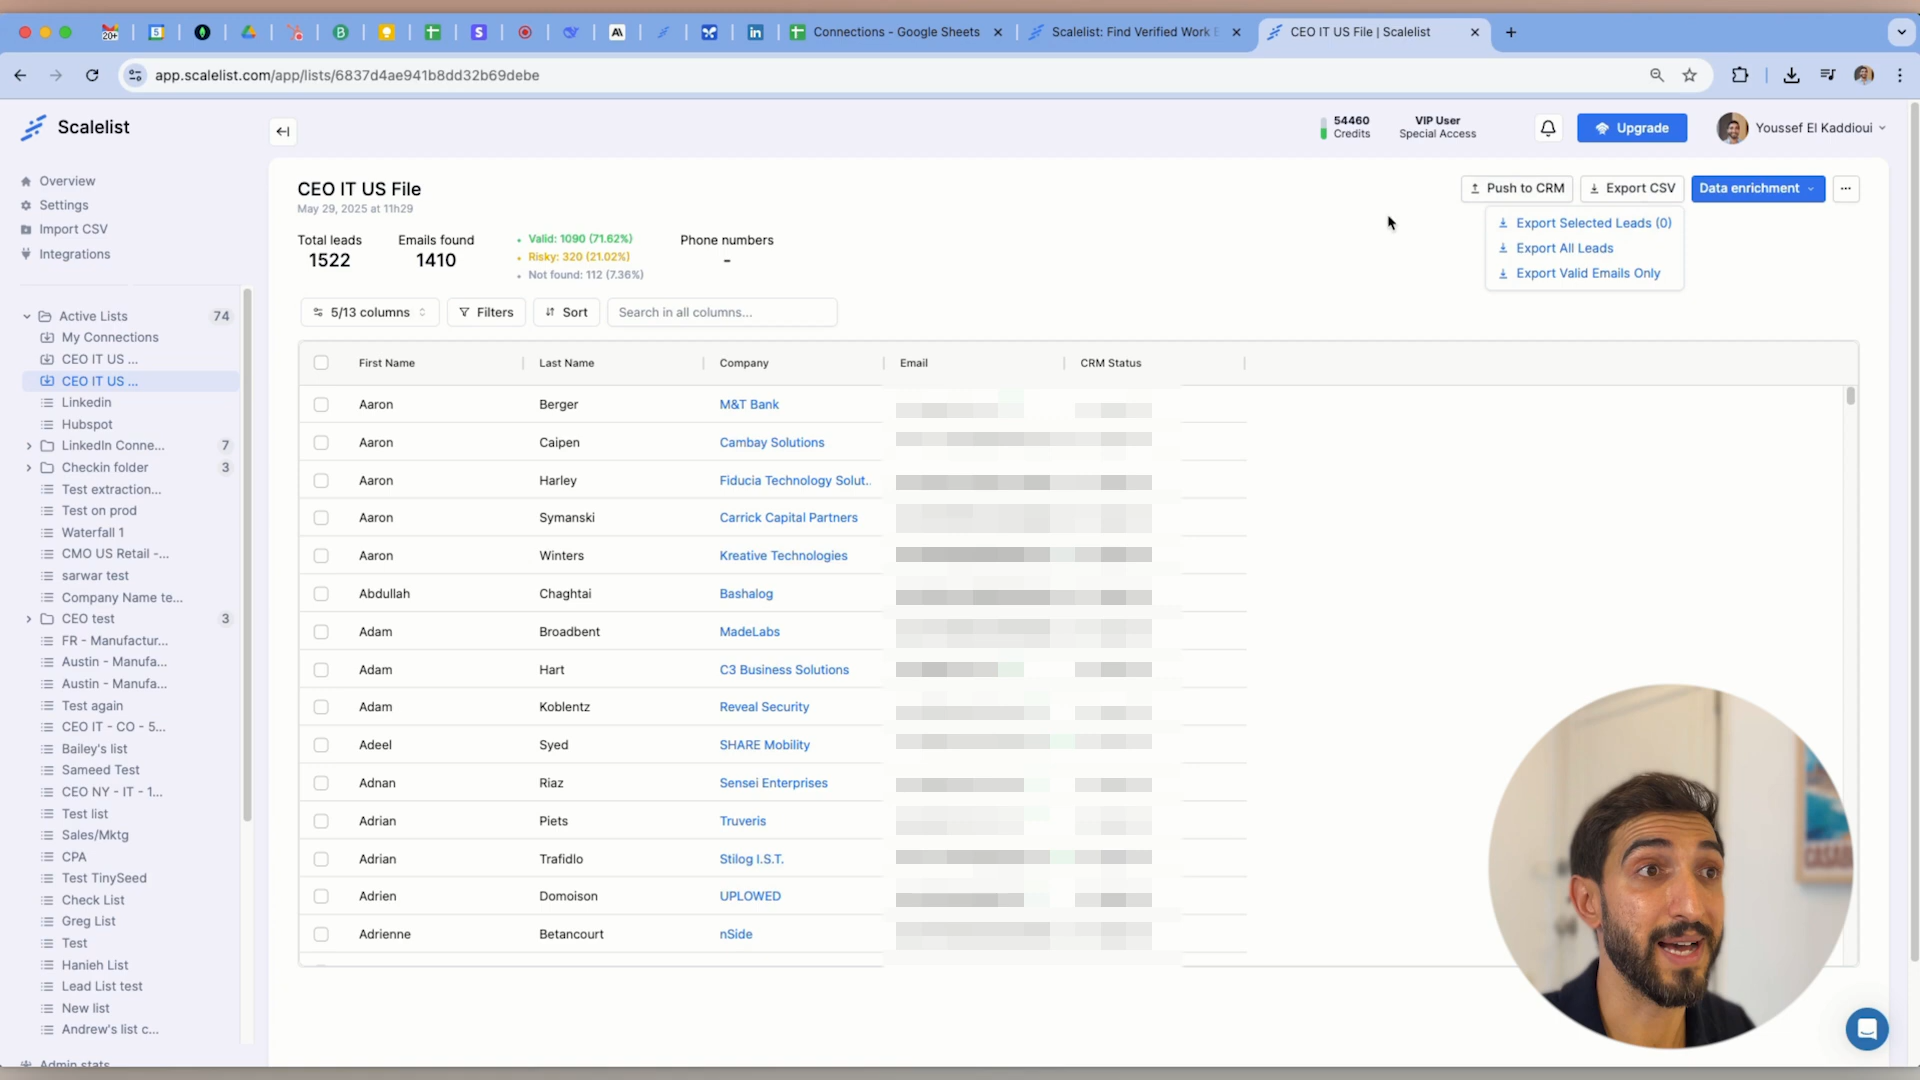 20+
Connections - Google Sheets
Scalelist: Find Verified Work E
CEO IT US File | Scalelist
app.scalelist.com/app/lists/6837d4ae941b8dd32b69debe
Scalelist
54460
Credits
VIP User
Special Access
Upgrade
Youssef El Kaddioui
Overview
Settings
Import CSV
Integrations
Active Lists 74
My Connections
CEO IT US ...
CEO IT US ...
Linkedin
Hubspot
LinkedIn Conne... 7
Checkin folder 3
Test extraction...
Test on prod
Waterfall 1
CMO US Retail -...
sarwar test
Company Name te...
CEO test 3
FR - Manufactur...
Austin - Manufa...
Austin - Manufa...
Test again
CEO IT - CO - 5...
Bailey's list
Sameed Test
CEO NY - IT - 1...
Test list
Sales/Mktg
CPA
Test TinySeed
Check List
Greg List
Test
Hanieh List
Lead List test
New list
Andrew's list c...
Admin stats
CEO IT US File
May 29, 2025 at 11h29
Push to CRM
Export CSV
Data enrichment
...
Export Selected Leads (0)
Export All Leads
Export Valid Emails Only
Total leads
1522
Emails found
1410
Valid: 1090 (71.62%)
Risky: 320 (21.02%)
Not found: 112 (7.36%)
Phone numbers
-
5/13 columns
Filters
Sort
Search in all columns...
First Name Last Name Company Email CRM Status
Aaron Berger M&T Bank
Aaron Caipen Cambay Solutions
Aaron Harley Fiducia Technology Solut..
Aaron Symanski Carrick Capital Partners
Aaron Winters Kreative Technologies
Abdullah Chaghtai Bashalog
Adam Broadbent MadeLabs
Adam Hart C3 Business Solutions
Adam Koblentz Reveal Security
Adeel Syed SHARE Mobility
Adnan Riaz Sensei Enterprises
Adrian Piets Truveris
Adrian Trafidlo Stilog I.S.T.
Adrien Domoison UPLOWED
Adrienne Betancourt nSide